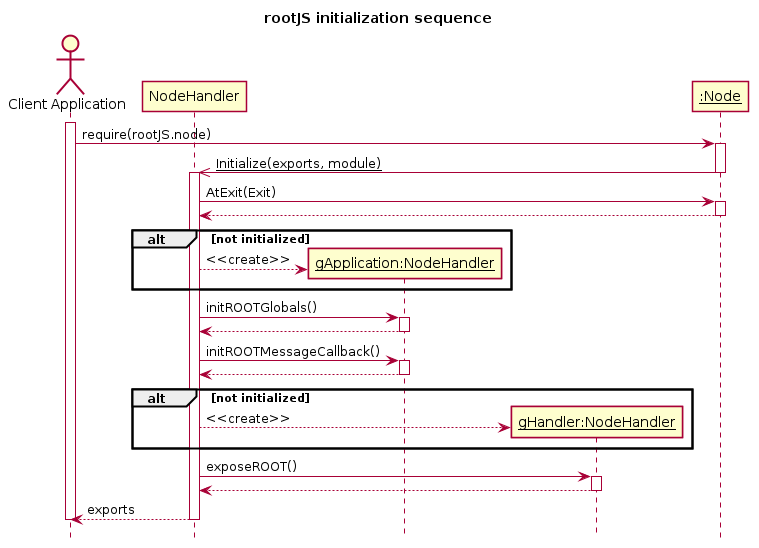 rootJS initialization sequence
Client Application
NodeHandler
:Node
require(rootJS.node)
Initialize(exports, module)
AtExit(Exit)
alt [not initialized]
<<create>>
gApplication:NodeHandler
initROOTGlobals()
initROOTMessageCallback()
alt [not initialized]
<<create>>
gHandler:NodeHandler
exposeROOT()
exports